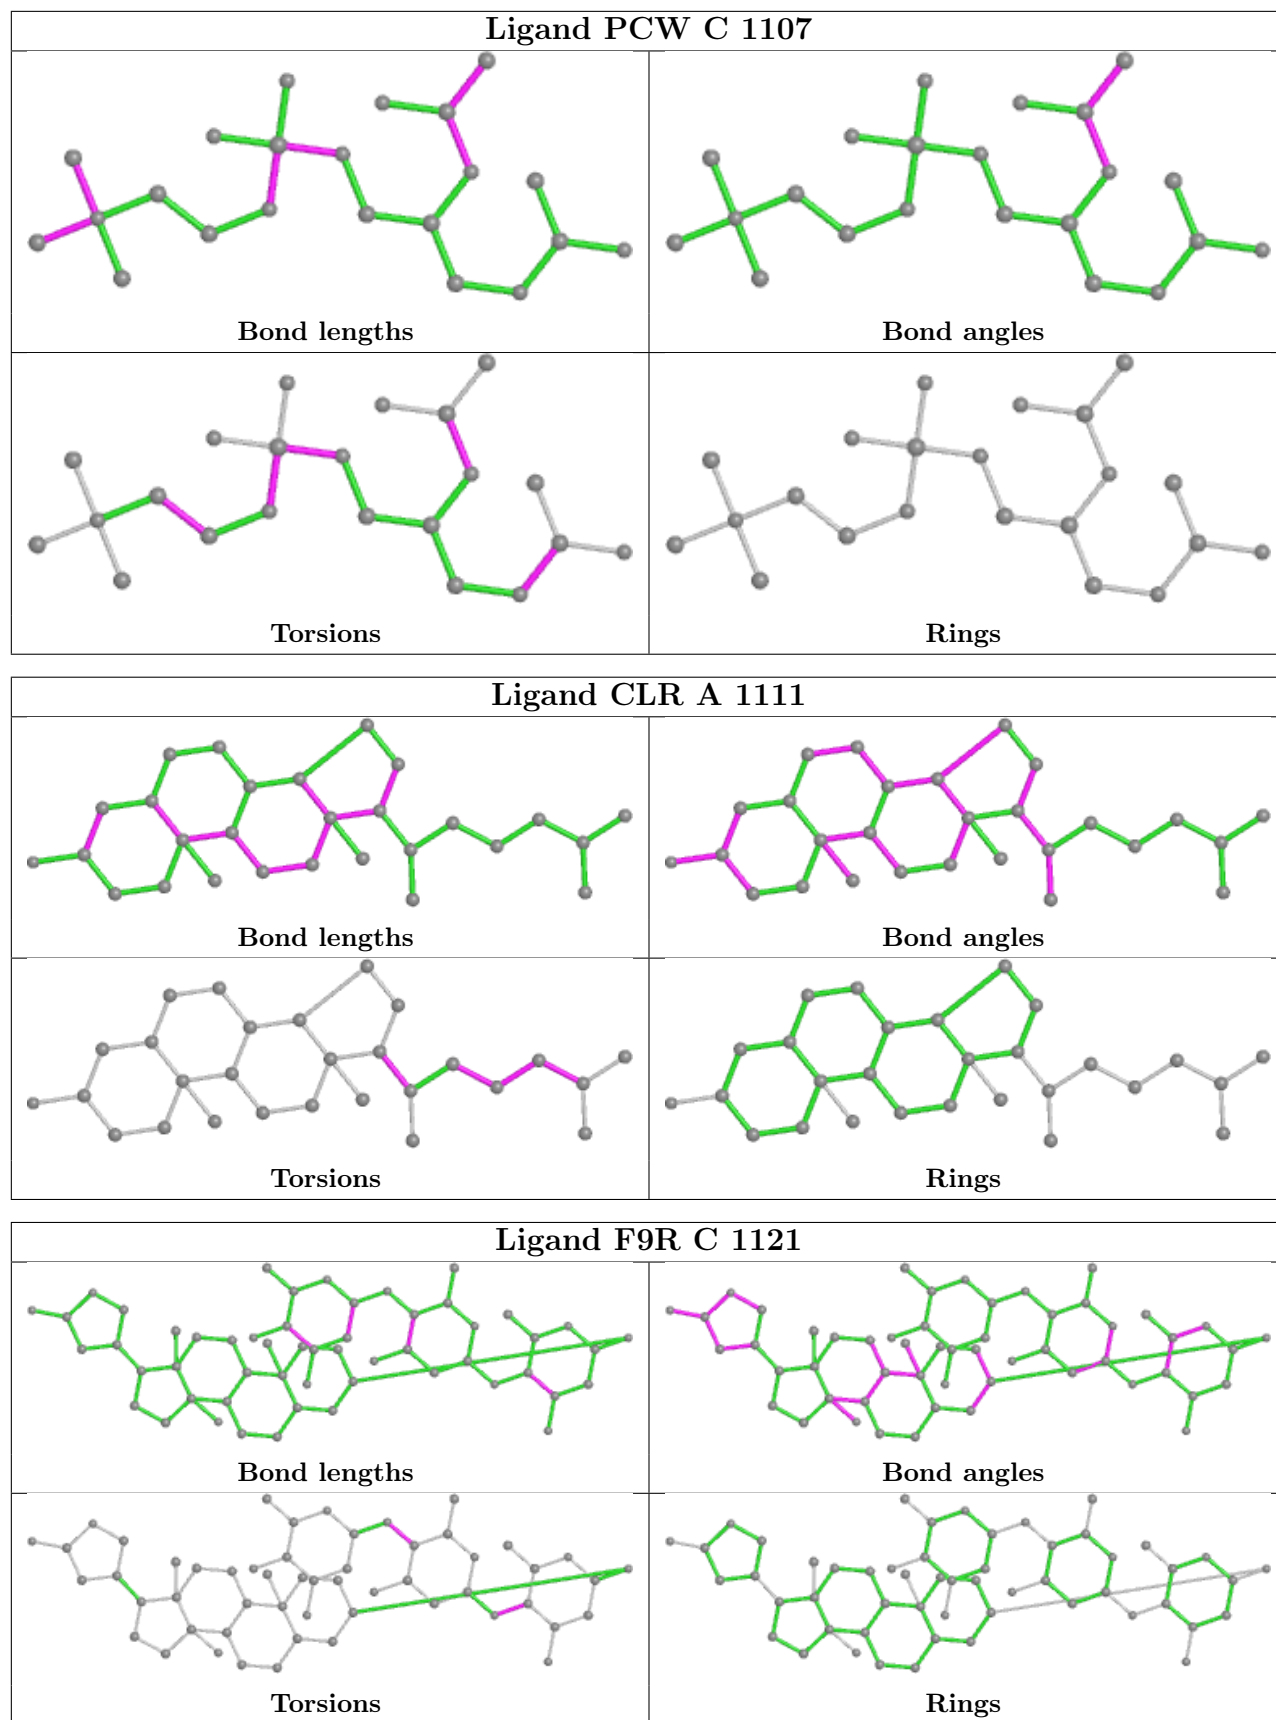 Ligand PCW C 1107
Bond lengths
Bond angles
Torsions
Rings
Ligand CLR A 1111
Bond lengths
Bond angles
Torsions
Rings
Ligand F9R C 1121
Bond lengths
Bond angles
Torsions
Rings